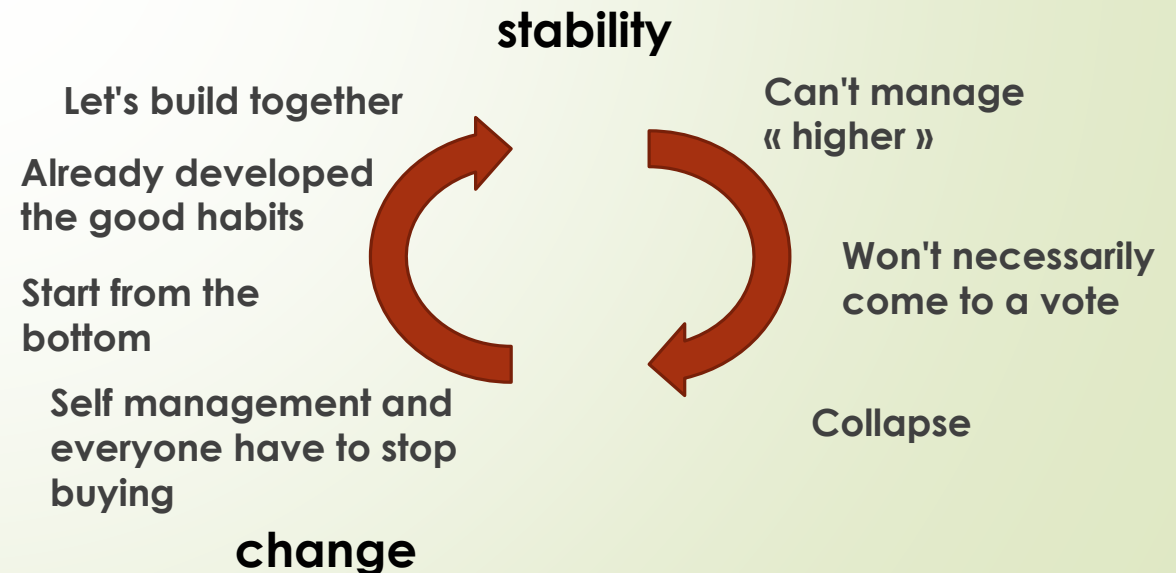 stability
Let's build together
Already developed
the good habits
Start from the
bottom
Self management and
everyone have to stop
buying
change
Can't manage
« higher »
Won't necessarily
come to a vote
Collapse